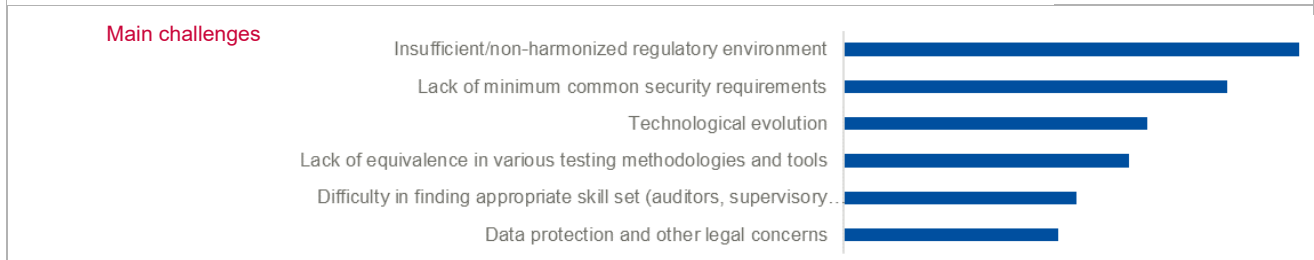 Main challenges
Insufficient/non-harmonized regulatory environment
Lack of minimum common security requirements
Technological evolution
Lack of equivalence in various testing methodologies and tools
Difficulty in finding appropriate skill set (auditors, supervisory...
Data protection and other legal concerns